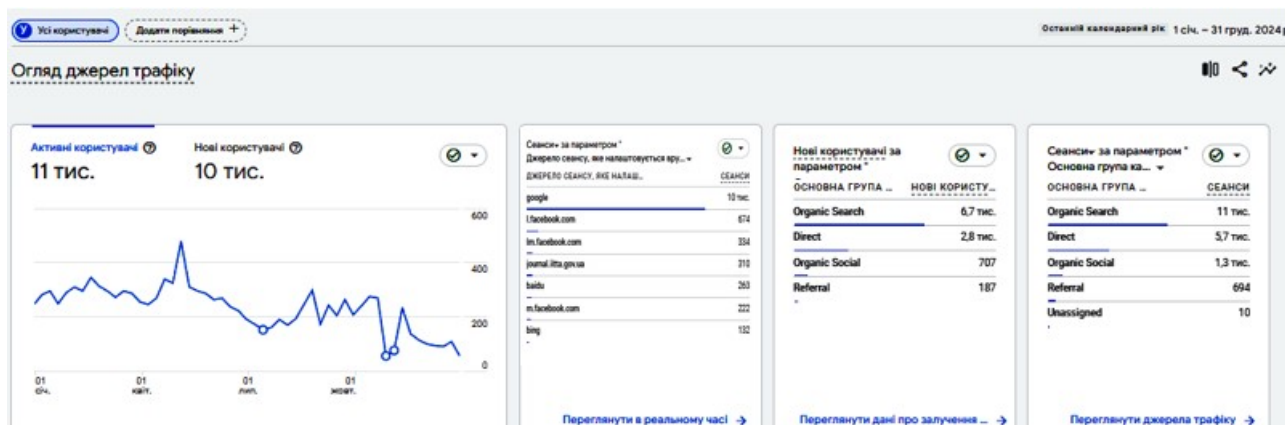 У Усі користувачі Додати порівняння +
Останній календарний рік 1 січ. – 31 груд. 2024 р
Огляд джерел трафіку
Активні користувачі
11 тис.
Нові користувачі
10 тис.
600
400
200
0
01
січ.
01
квіт.
01
лип.
01
жовт.
Сеанси за параметром "
Джерело сеансу, яке налаштовується вру...
ДЖЕРЕЛО СЕАНСУ, ЯКЕ НАЛАШ... СЕАНСИ
google 10 тис.
l.facebook.com 674
lm.facebook.com 334
journal.iitta.gov.ua 310
baidu 263
m.facebook.com 222
bing 132
Переглянути в реальному часі →
Нові користувачі за
параметром "
ОСНОВНА ГРУПА ... НОВІ КОРИСТУ...
Organic Search 6,7 тис.
Direct 2,8 тис.
Organic Social 707
Referral 187
Переглянути дані про залучення ... →
Сеанси за параметром "
Основна група ка...
ОСНОВНА ГРУПА ... СЕАНСИ
Organic Search 11 тис.
Direct 5,7 тис.
Organic Social 1,3 тис.
Referral 694
Unassigned 10
Переглянути джерела трафіку →